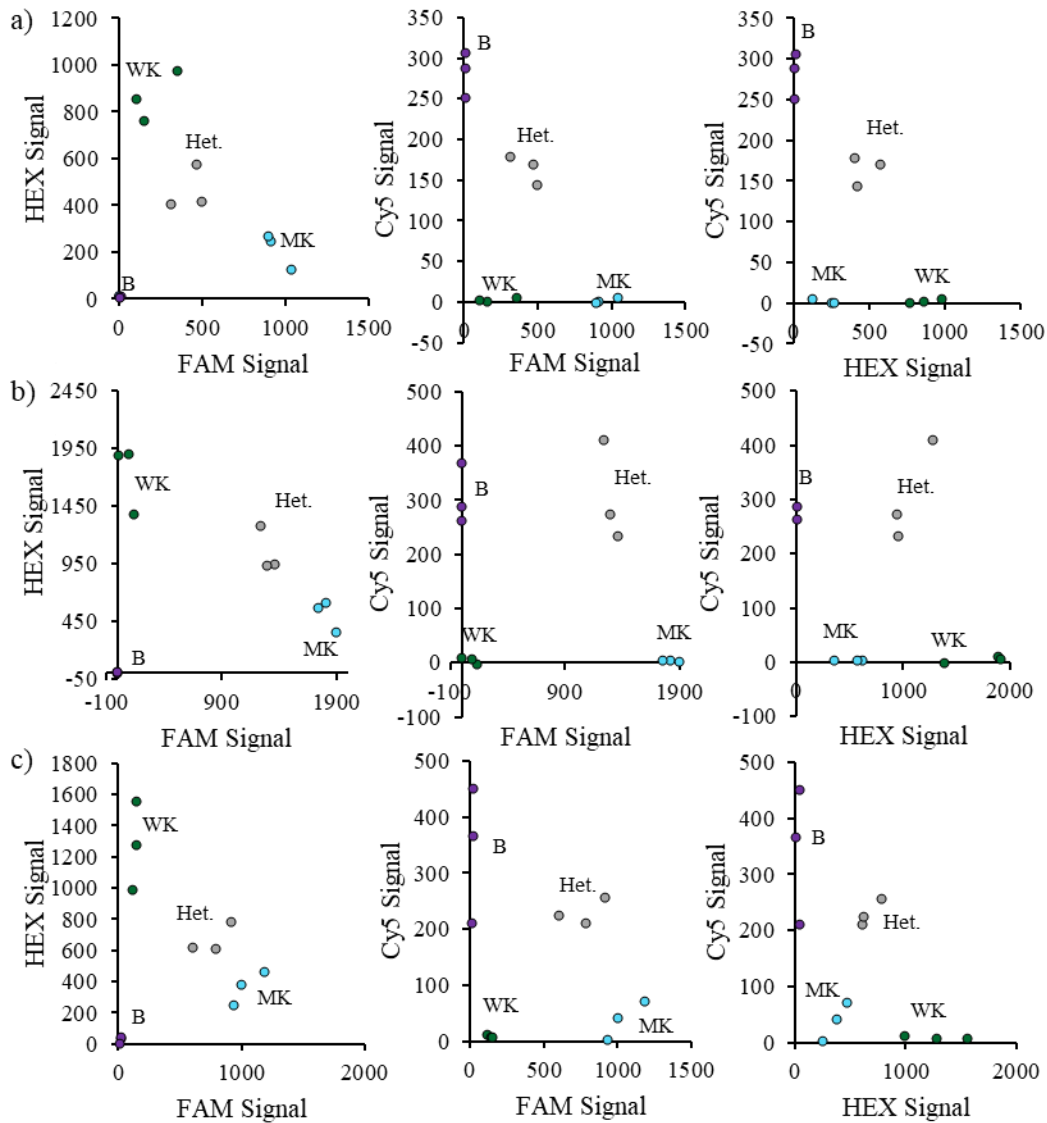 a)
HEX Signal
1200
1000
800
600
400
200
0
0 500 1000 1500
FAM Signal
WK
Het.
MK
B
Cy5 Signal
350
300
250
200
150
100
50
0
-50
0 500 1000 1500
FAM Signal
B
Het.
WK
MK
Cy5 Signal
350
300
250
200
150
100
50
0
-50
0 500 1000 1500
HEX Signal
B
Het.
MK
WK
b)
HEX Signal
2450
1950
1450
950
450
-50
-100 900 1900
FAM Signal
WK
Het.
MK
B
Cy5 Signal
500
400
300
200
100
0
-100
-100 900 1900
FAM Signal
B
Het.
WK
MK
Cy5 Signal
500
400
300
200
100
0
-100
0 1000 2000
HEX Signal
B
Het.
MK
WK
c)
HEX Signal
1800
1600
1400
1200
1000
800
600
400
200
0
0 1000 2000
FAM Signal
WK
Het.
MK
B
Cy5 Signal
500
400
300
200
100
0
0 500 1000 1500
FAM Signal
B
Het.
WK
MK
Cy5 Signal
500
400
300
200
100
0
0 1000 2000
HEX Signal
B
Het.
MK
WK